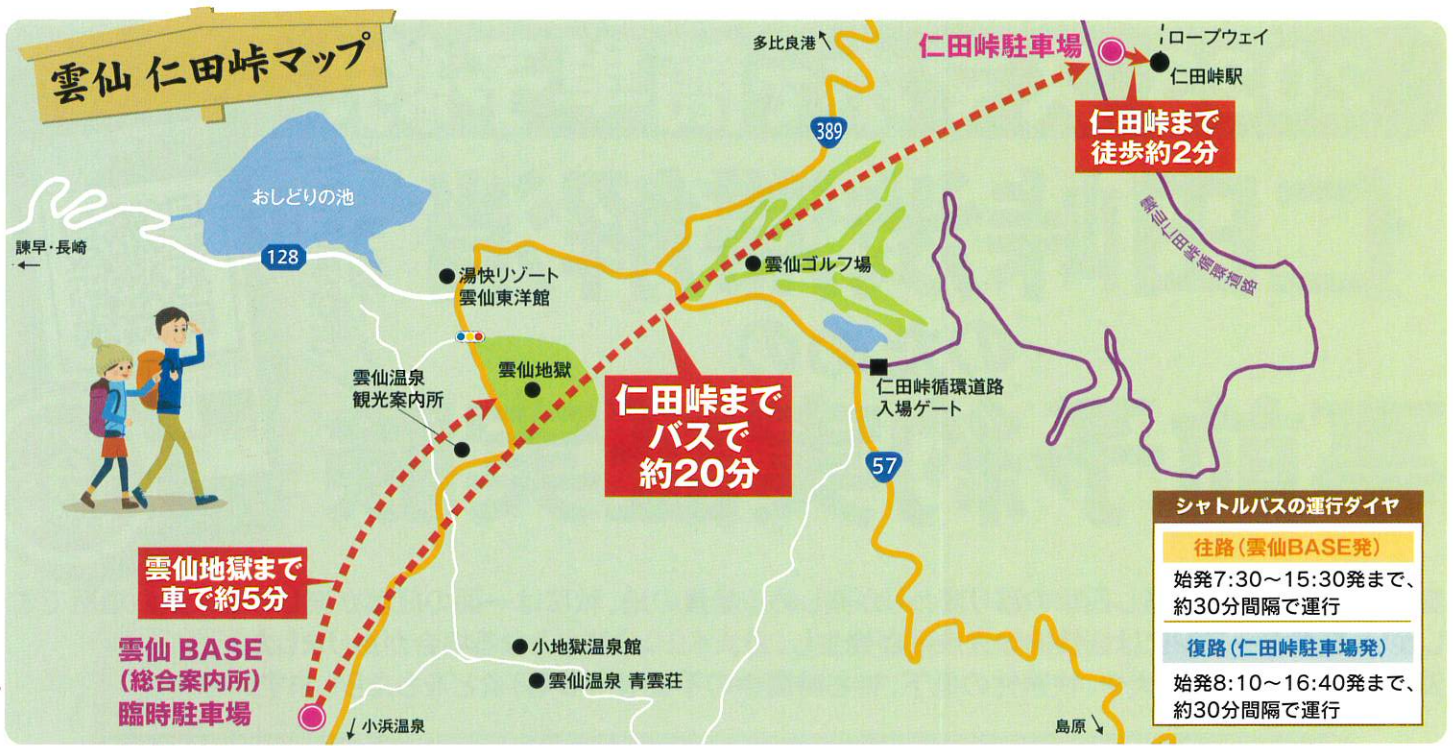 雲仙 仁田峠マップ
多比良港
仁田峠駐車場
ロープウェイ
仁田峠駅
仁田峠まで
徒歩約2分
389
おしどりの池
諫早・長崎
128
湯快リゾート
雲仙東洋館
雲仙ゴルフ場
雲仙仁田峠循環道路
雲仙温泉
観光案内所
雲仙地獄
仁田峠まで
バスで
約20分
仁田峠循環道路
入場ゲート
57
雲仙地獄まで
車で約5分
雲仙 BASE
(総合案内所)
臨時駐車場
小地獄温泉館
雲仙温泉 青雲荘
小浜温泉
島原
シャトルバスの運行ダイヤ
往路(雲仙BASE発)
始発7:30~15:30発まで、
約30分間隔で運行
復路(仁田峠駐車場発)
始発8:10~16:40発まで、
約30分間隔で運行